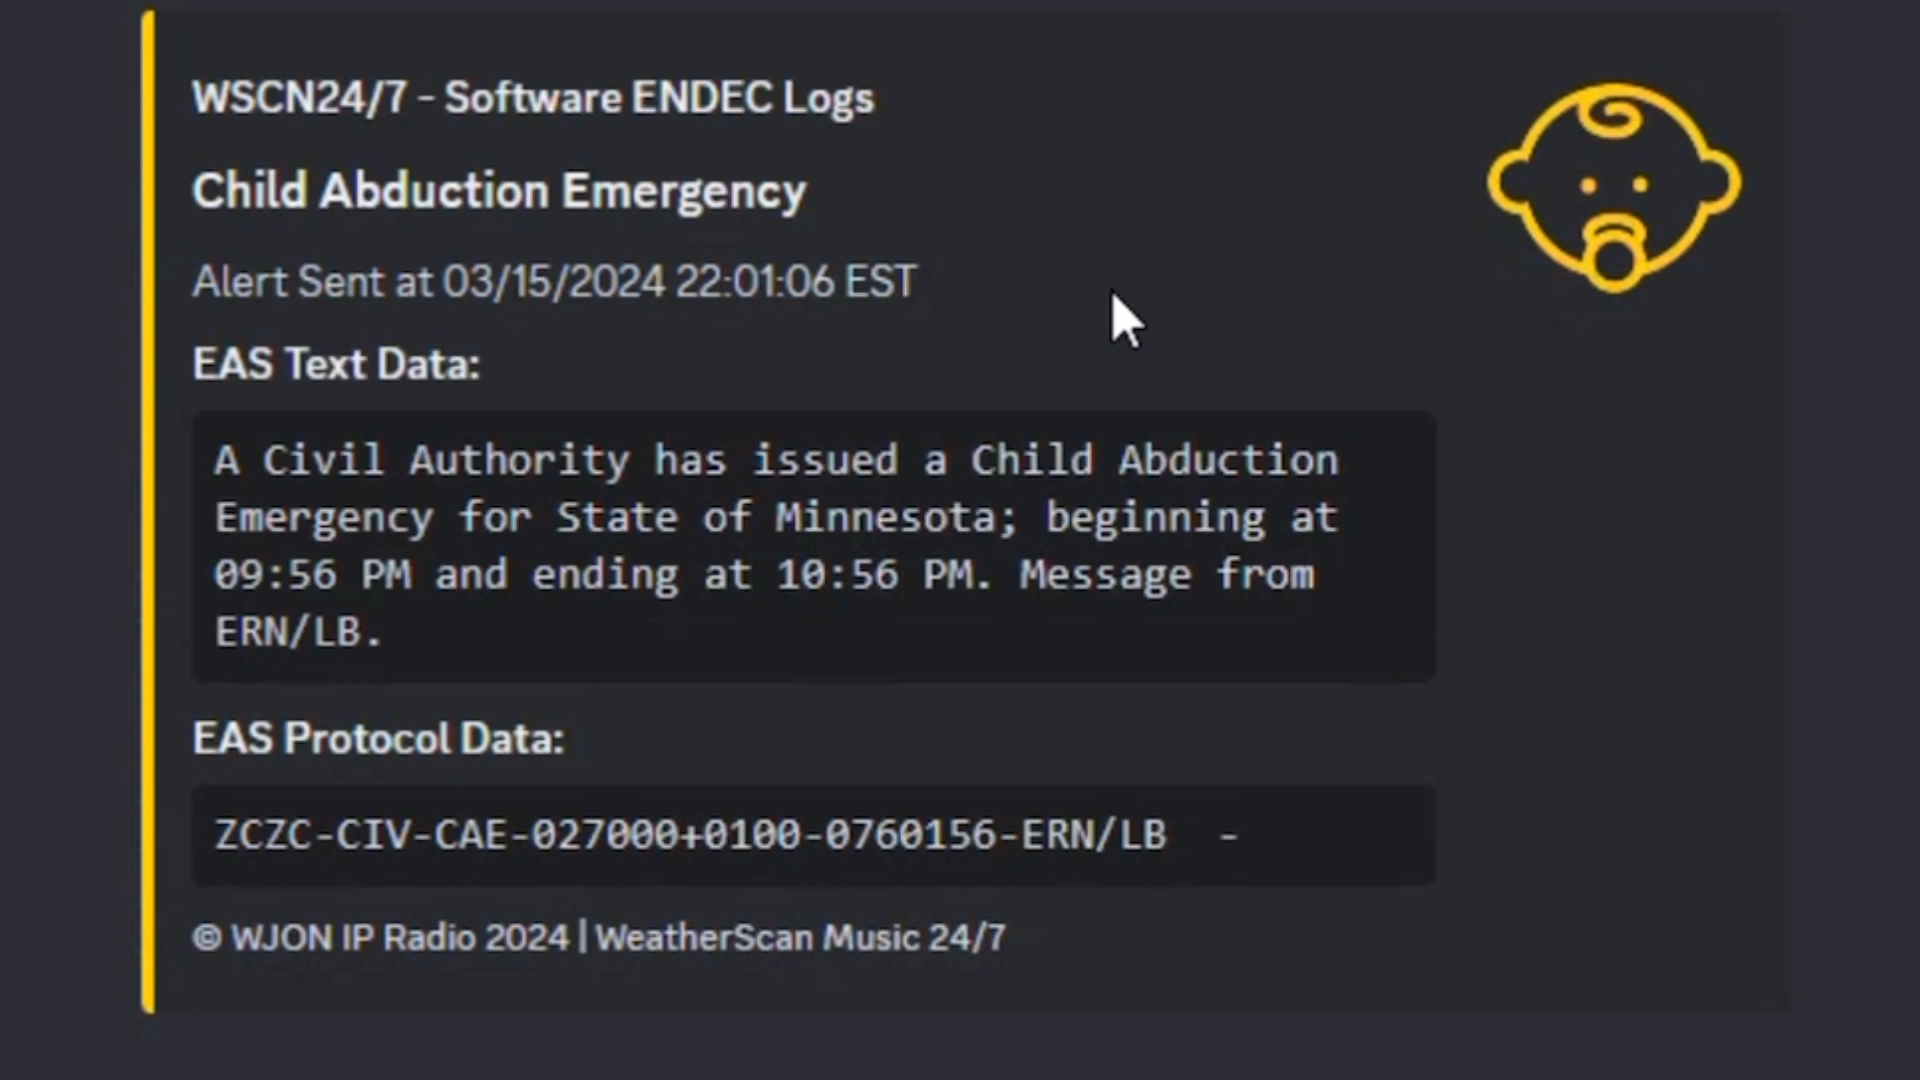 WSCN24/7 - Software ENDEC Logs
Child Abduction Emergency
Alert Sent at 03/15/2024 22:01:06 EST
EAS Text Data:
A Civil Authority has issued a Child Abduction
Emergency for State of Minnesota; beginning at
09:56 PM and ending at 10:56 PM. Message from
ERN/LB.
EAS Protocol Data:
ZCZC-CIV-CAE-027000+0100-0760156-ERN/LB  -
© WJON IP Radio 2024 | WeatherScan Music 24/7